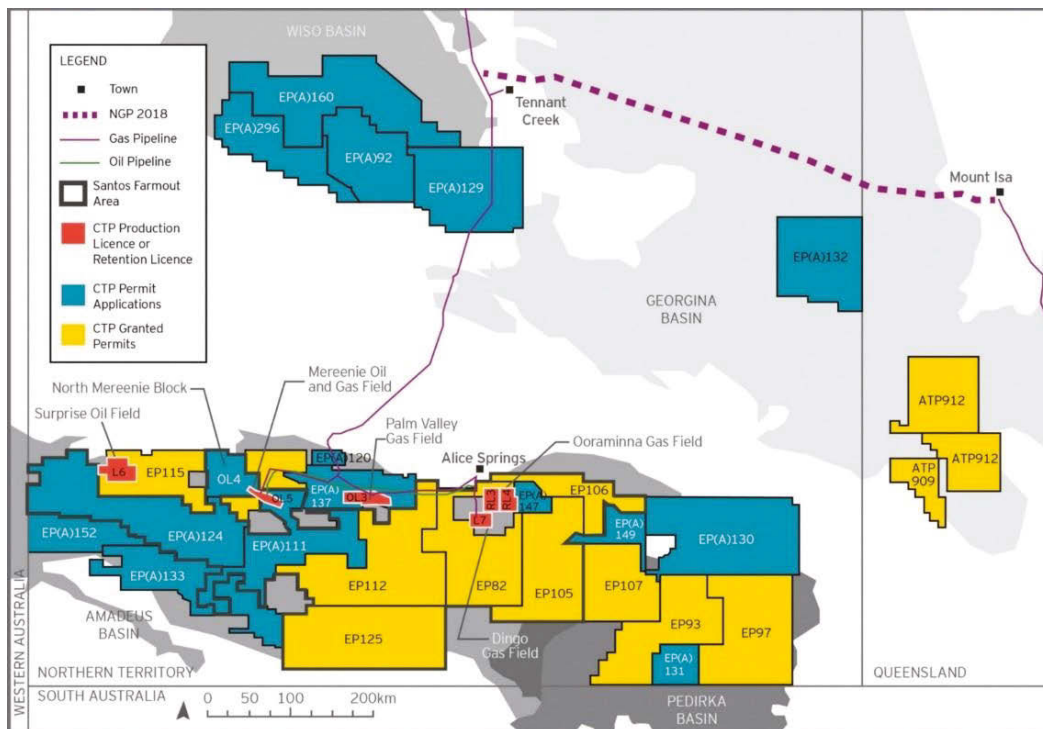 WISO BASIN
LEGEND
Town
NGP 2018
Gas Pipeline
Oil Pipeline
Santos Farmout
Area
CTP Production
Licence or
Retention Licence
CTP Permit
Applications
CTP Granted
Permits
EP(A)160
EP(A)296
EP(A)92
EP(A)129
Tennant
Creek
Mount Isa
EP(A)132
GEORGINA
BASIN
ATP912
ATP912
ATP
909
North Mereenie Block
Mereenie Oil
and Gas Field
Surprise Oil Field
Palm Valley
Gas Field
Ooraminna Gas Field
Alice Springs
EP(A)120
L6
EP115
OL4
OL5
EP(A)
137
OL3
L7
RL3
RL4
EP(A)
147
EP106
EP(A)
149
EP(A)130
EP(A)152
EP(A)124
EP(A)111
EP(A)133
EP112
EP82
EP105
EP107
EP125
EP93
EP97
EP(A)
131
Dingo
Gas Field
AMADEUS
BASIN
WESTERN AUSTRALIA
NORTHERN TERRITORY
SOUTH AUSTRALIA
QUEENSLAND
PEDIRKA
BASIN
0 50 100 200km